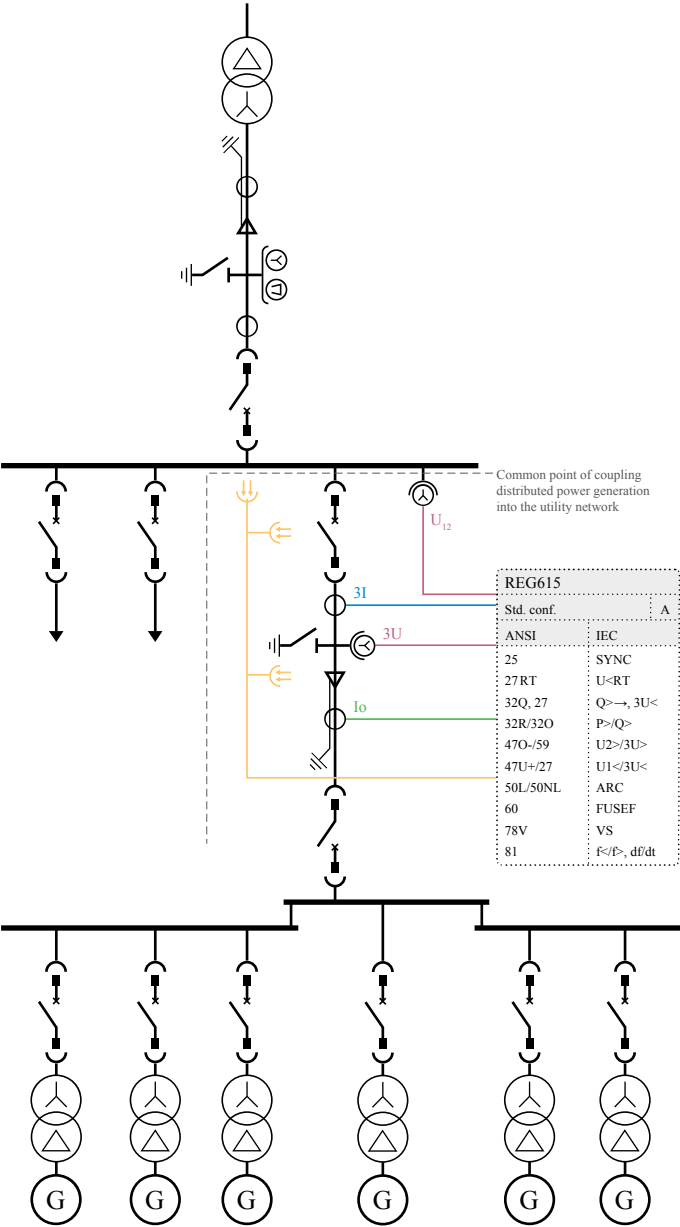 Common point of coupling
distributed power generation
into the utility network
U12
REG615
3I
Std. conf. A
ANSI IEC
3U
25 SYNC
27RT U<RT
32Q, 27 Q>→, 3U<
Io
32R/32O P>/Q>
47O-/59 U2>/3U>
47U+/27 U1</3U<
50L/50NL ARC
60 FUSEF
78V VS
81 f</f>, df/dt
G G G G G G